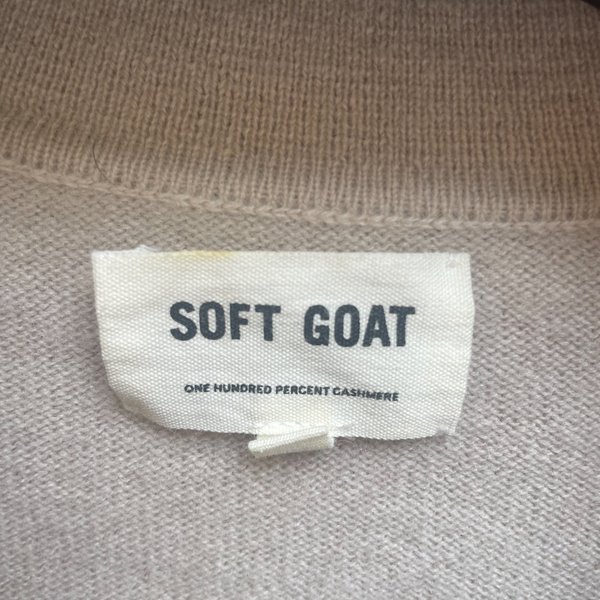 SOFT GOAT
ONE HUNDRED PERCENT CASHMERE